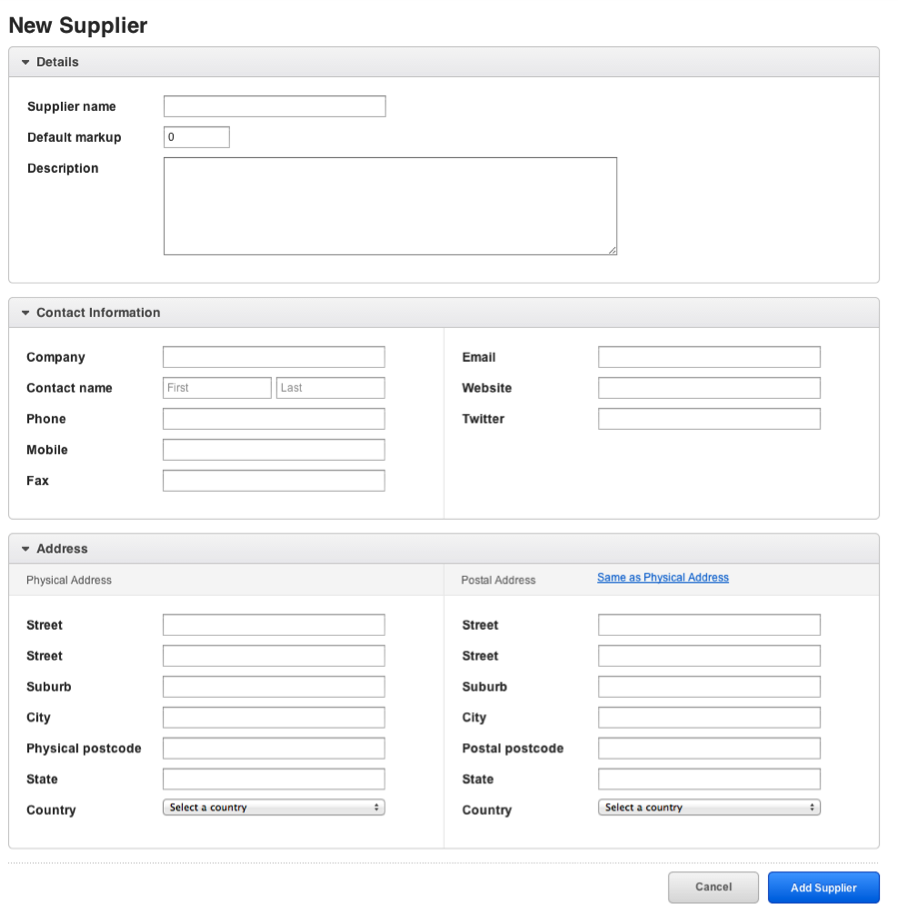 New Supplier
Details
Supplier name
Default markup 0
Description
Contact Information
Company
Contact name First Last
Phone
Mobile
Fax
Email
Website
Twitter
Address
Physical Address
Street
Street
Suburb
City
Physical postcode
State
Country Select a country
Postal Address Same as Physical Address
Street
Street
Suburb
City
Postal postcode
State
Country Select a country
Cancel Add Supplier